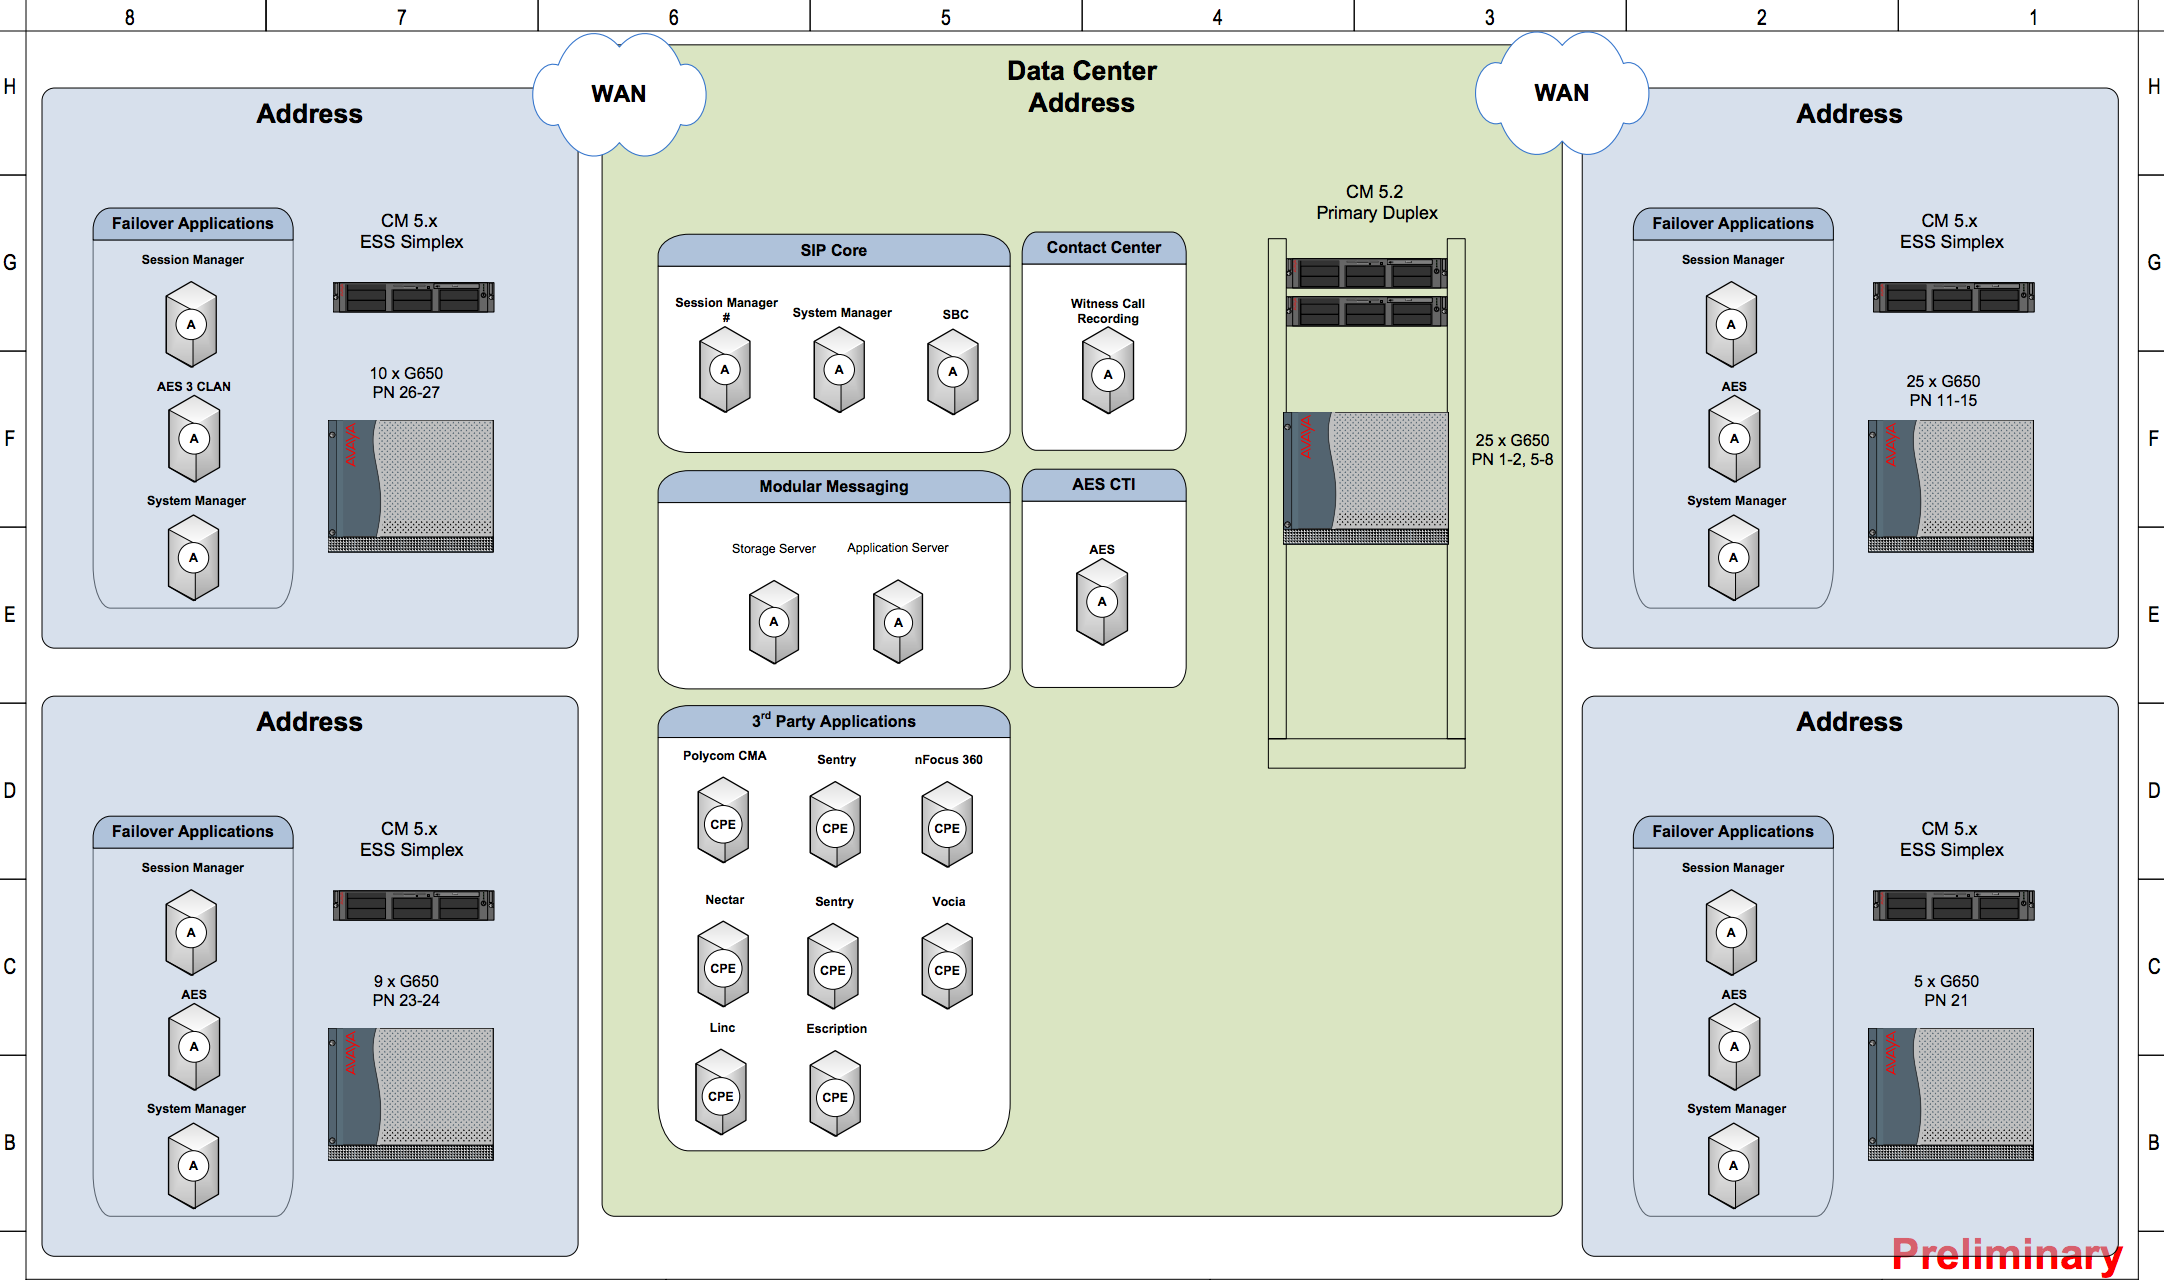 8 7 6 5 4 3 2 1
H
G
F
E
D
C
B
Address
Failover Applications
Session Manager
A
AES 3 CLAN
A
System Manager
A
CM 5.x
ESS Simplex
10 x G650
PN 26-27
AVAYA
Address
Failover Applications
Session Manager
A
AES
A
System Manager
A
CM 5.x
ESS Simplex
9 x G650
PN 23-24
AVAYA
WAN
Data Center
Address
WAN
SIP Core
Session Manager
#
A
System Manager
A
SBC
A
Contact Center
Witness Call
Recording
A
Modular Messaging
Storage Server
A
Application Server
A
AES CTI
AES
A
3rd Party Applications
Polycom CMA
CPE
Sentry
CPE
nFocus 360
CPE
Nectar
CPE
Sentry
CPE
Vocia
CPE
Linc
CPE
Escription
CPE
CM 5.2
Primary Duplex
AVAYA
25 x G650
PN 1-2, 5-8
Address
Failover Applications
Session Manager
A
AES
A
System Manager
A
CM 5.x
ESS Simplex
25 x G650
PN 11-15
AVAYA
Address
Failover Applications
Session Manager
A
AES
A
System Manager
A
CM 5.x
ESS Simplex
5 x G650
PN 21
AVAYA
H
G
F
E
D
C
B
Preliminary